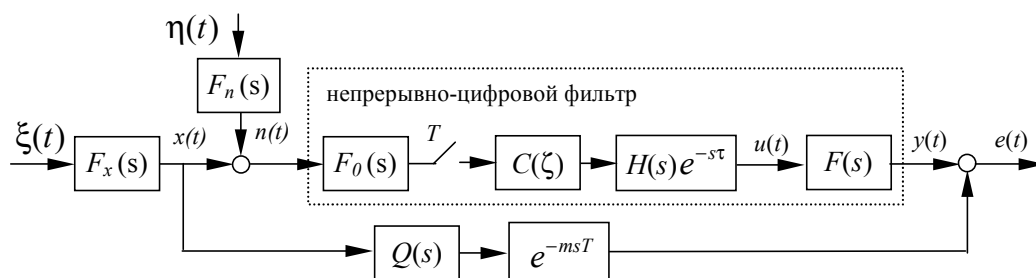 η(t)
F_n(s)
непрерывно-цифровой фильтр
ξ(t)
x(t)
n(t)
T
u(t)
y(t)
e(t)
F_x(s)
F_0(s)
C(ζ)
H(s)e^{-sτ}
F(s)
Q(s)
e^{-msT}